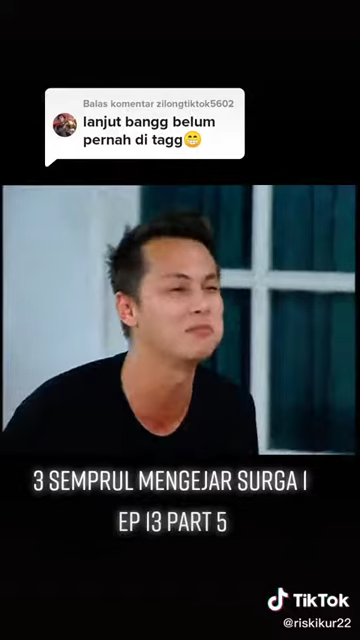 Balas komentar zilongtiktok5602
lanjut bangg belum
pernah di tagg😁
3 SEMPRUL MENGEJAR SURGA 1
EP 13 PART 5
TikTok
@riskikur22